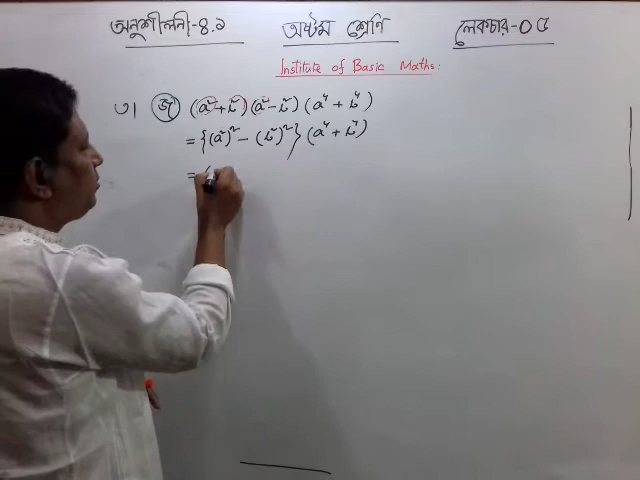 অনুশীলনী-৪.১ অষ্টম শ্রেণি লেকচার-০৫
Institute of Basic Maths:
৩। (জ) (a²+b²)(a²-b²)(a⁴+b⁴)
= {(a²)² - (b²)²}(a⁴+b⁴)
= (